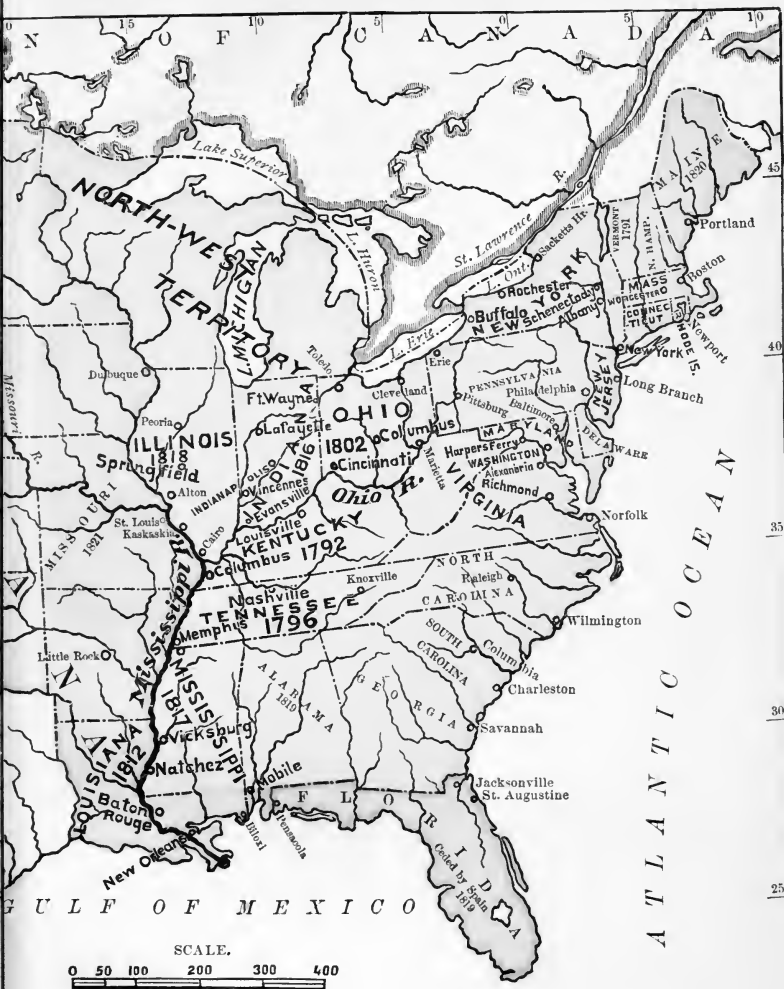 10 15 10 5 0 5 10
N OF CANADA
Lake Superior
NORTH-WEST TERRITORY
L. MICHIGAN
L. Huron
St. Lawrence R.
L. Ont.
Sacketts Hr.
MAINE 1820
45
Portland
VERMONT 1791
N. HAMP.
Boston
MASS
WORCESTER
CONNECTICUT
RHODE IS.
Newport
Rochester
Buffalo
NEW YORK
Schenectady
Albany
L. Erie
Erie
Toledo
Cleveland
40
New York
Long Branch
NEW JERSEY
PENNSYLVANIA
Philadelphia
Pittsburg
Baltimore
MARYLAND
DELAWARE
Harpers Ferry
WASHINGTON
Alexandria
Richmond
VIRGINIA
Norfolk
Dubuque
Missouri R.
Peoria
ILLINOIS 1818
Springfield
Alton
Ft. Wayne
Lafayette
INDIANA 1816
INDIANAPOLISO
Vincennes
Evansville
OHIO 1802
Columbus
Cincinnati
Marietta
Ohio R.
Louisville
KENTUCKY 1792
MISSOURI 1821
St. Louis
Kaskaskia
Cairo
Columbus
35
NORTH CAROLINA
Raleigh
Knoxville
Nashville
TENNESSEE 1796
Memphis
Wilmington
Little Rock
Mississippi
MISSISSIPPI 1817
ALABAMA 1819
GEORGIA
SOUTH CAROLINA
Columbia
Charleston
Savannah
30
N
A
A
LOUISIANA 1812
Vicksburg
Natchez
Baton Rouge
New Orleans
Biloxi
Mobile
Pensacola
FLORIDA
Ceded by Spain 1819
Jacksonville
St. Augustine
25
ATLANTIC OCEAN
GULF OF MEXICO
SCALE.
0 50 100 200 300 400